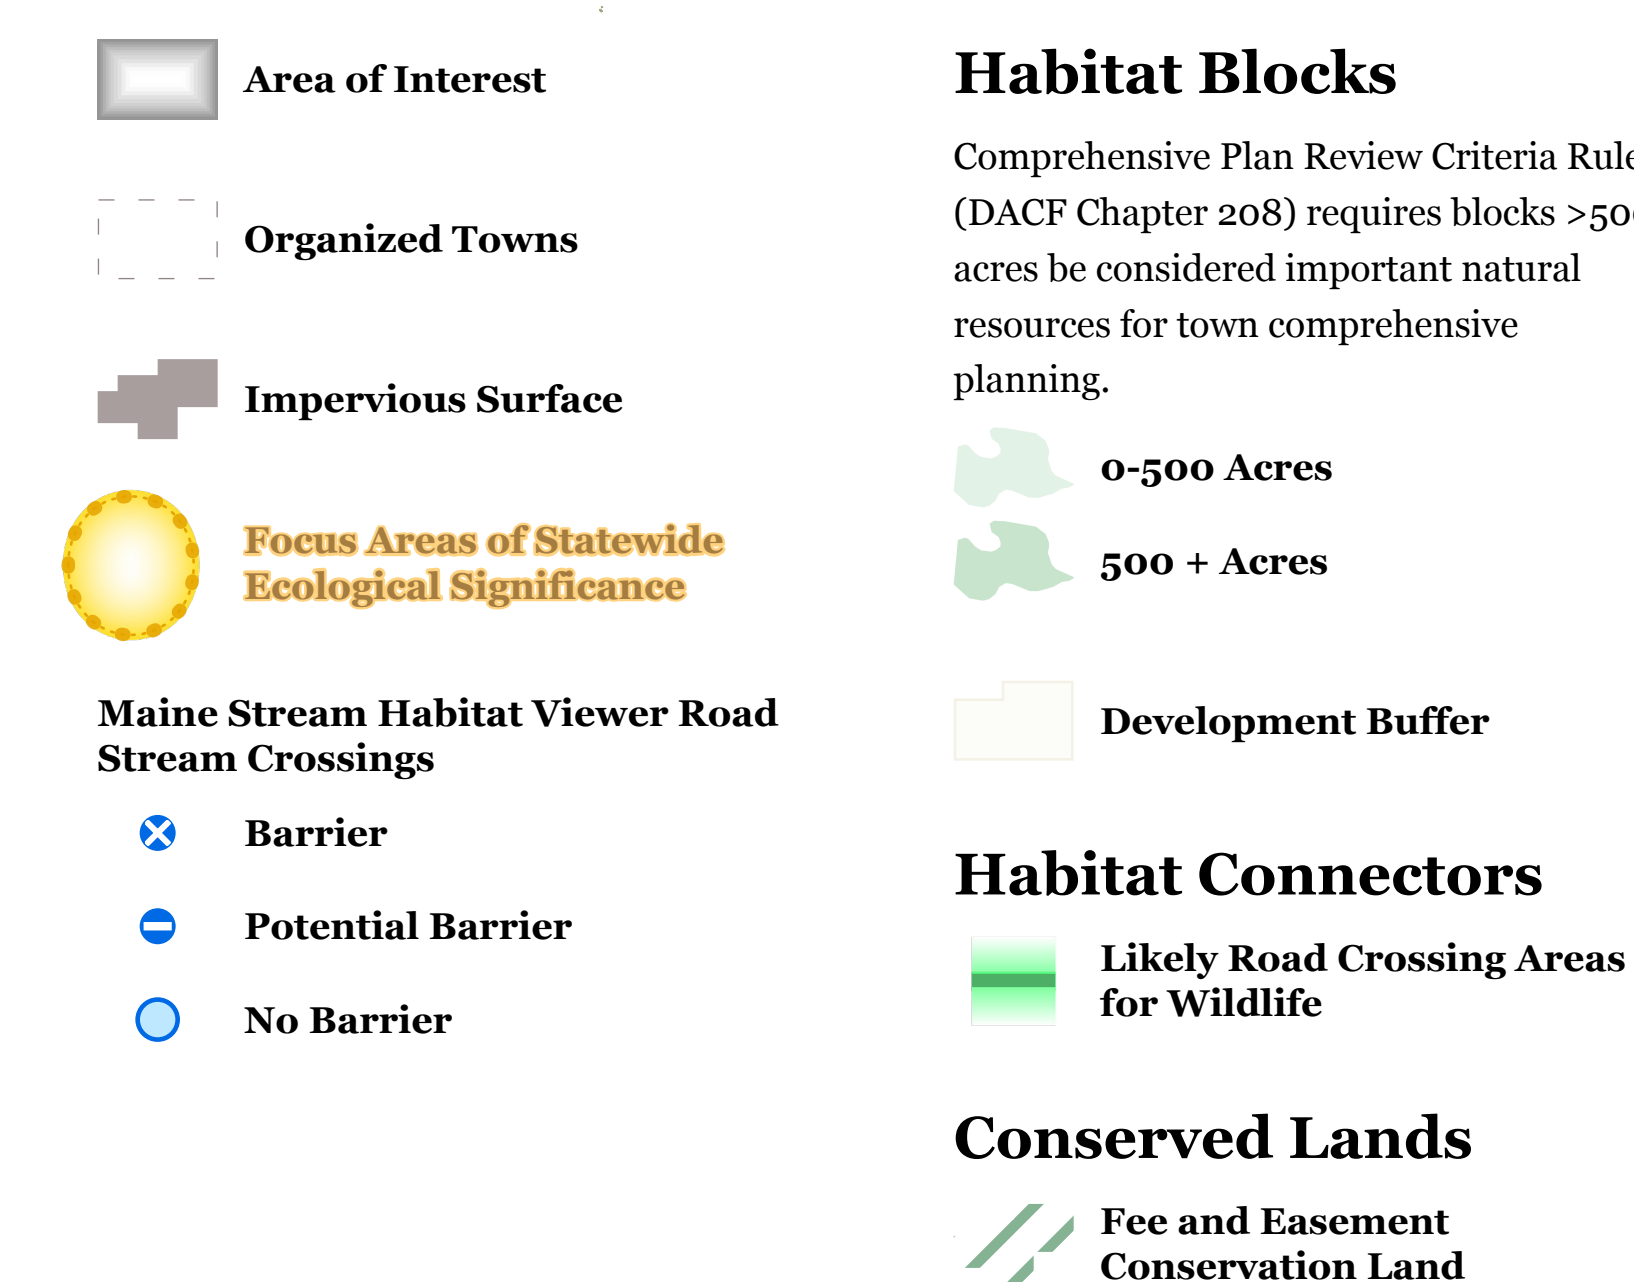 Area of Interest
Organized Towns
Impervious Surface
Focus Areas of Statewide
Ecological Significance
Maine Stream Habitat Viewer Road
Stream Crossings
Barrier
Potential Barrier
No Barrier
Habitat Blocks
Comprehensive Plan Review Criteria Rule
(DACF Chapter 208) requires blocks >500
acres be considered important natural
resources for town comprehensive
planning.
0-500 Acres
500 + Acres
Development Buffer
Habitat Connectors
Likely Road Crossing Areas
for Wildlife
Conserved Lands
Fee and Easement
Conservation Land